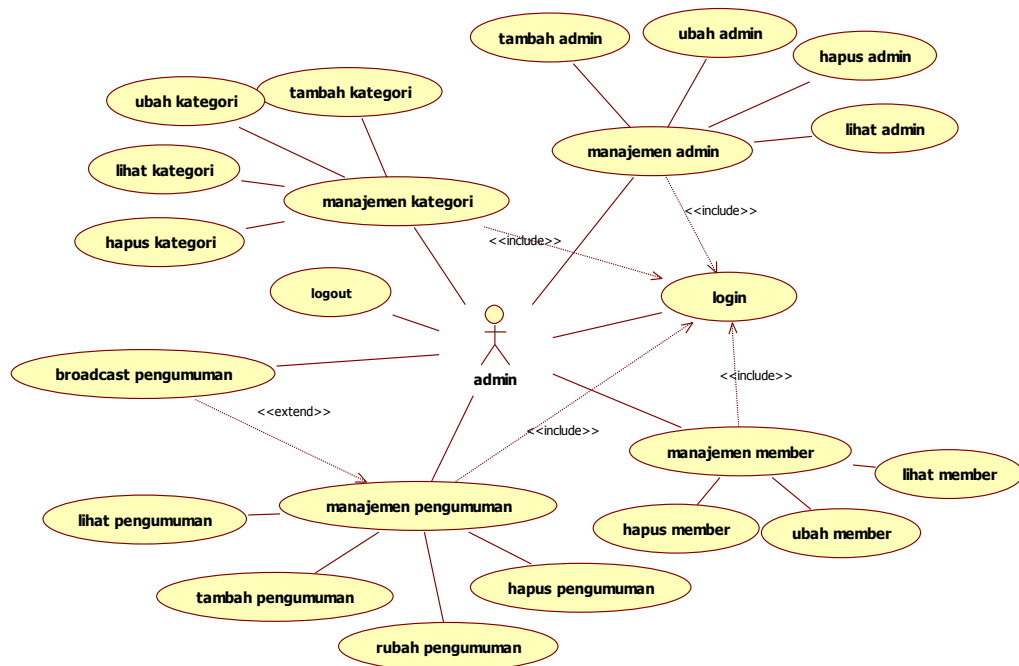 tambah admin
ubah admin
hapus admin
lihat admin
manajemen admin
ubah kategori
tambah kategori
lihat kategori
manajemen kategori
hapus kategori
<<include>>
<<include>>
logout
login
admin
broadcast pengumuman
<<extend>>
<<include>>
<<include>>
manajemen member
lihat member
hapus member
ubah member
manajemen pengumuman
lihat pengumuman
tambah pengumuman
hapus pengumuman
rubah pengumuman